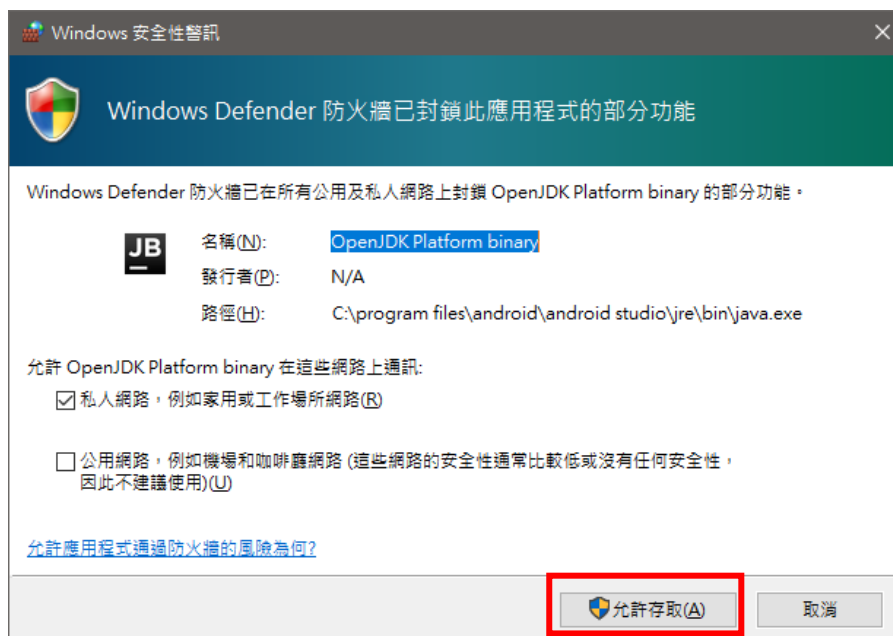 Windows 安全性警訊
Windows Defender 防火牆已封鎖此應用程式的部分功能
Windows Defender 防火牆已在所有公用及私人網路上封鎖 OpenJDK Platform binary 的部分功能。
JB
名稱(N): OpenJDK Platform binary
發行者(P): N/A
路徑(H): C:\program files\android\android studio\jre\bin\java.exe
允許 OpenJDK Platform binary 在這些網路上通訊:
私人網路，例如家用或工作場所網路(R)
公用網路，例如機場和咖啡廳網路 (這些網路的安全性通常比較低或沒有任何安全性，
因此不建議使用)(U)
允許應用程式通過防火牆的風險為何?
允許存取(A) 取消